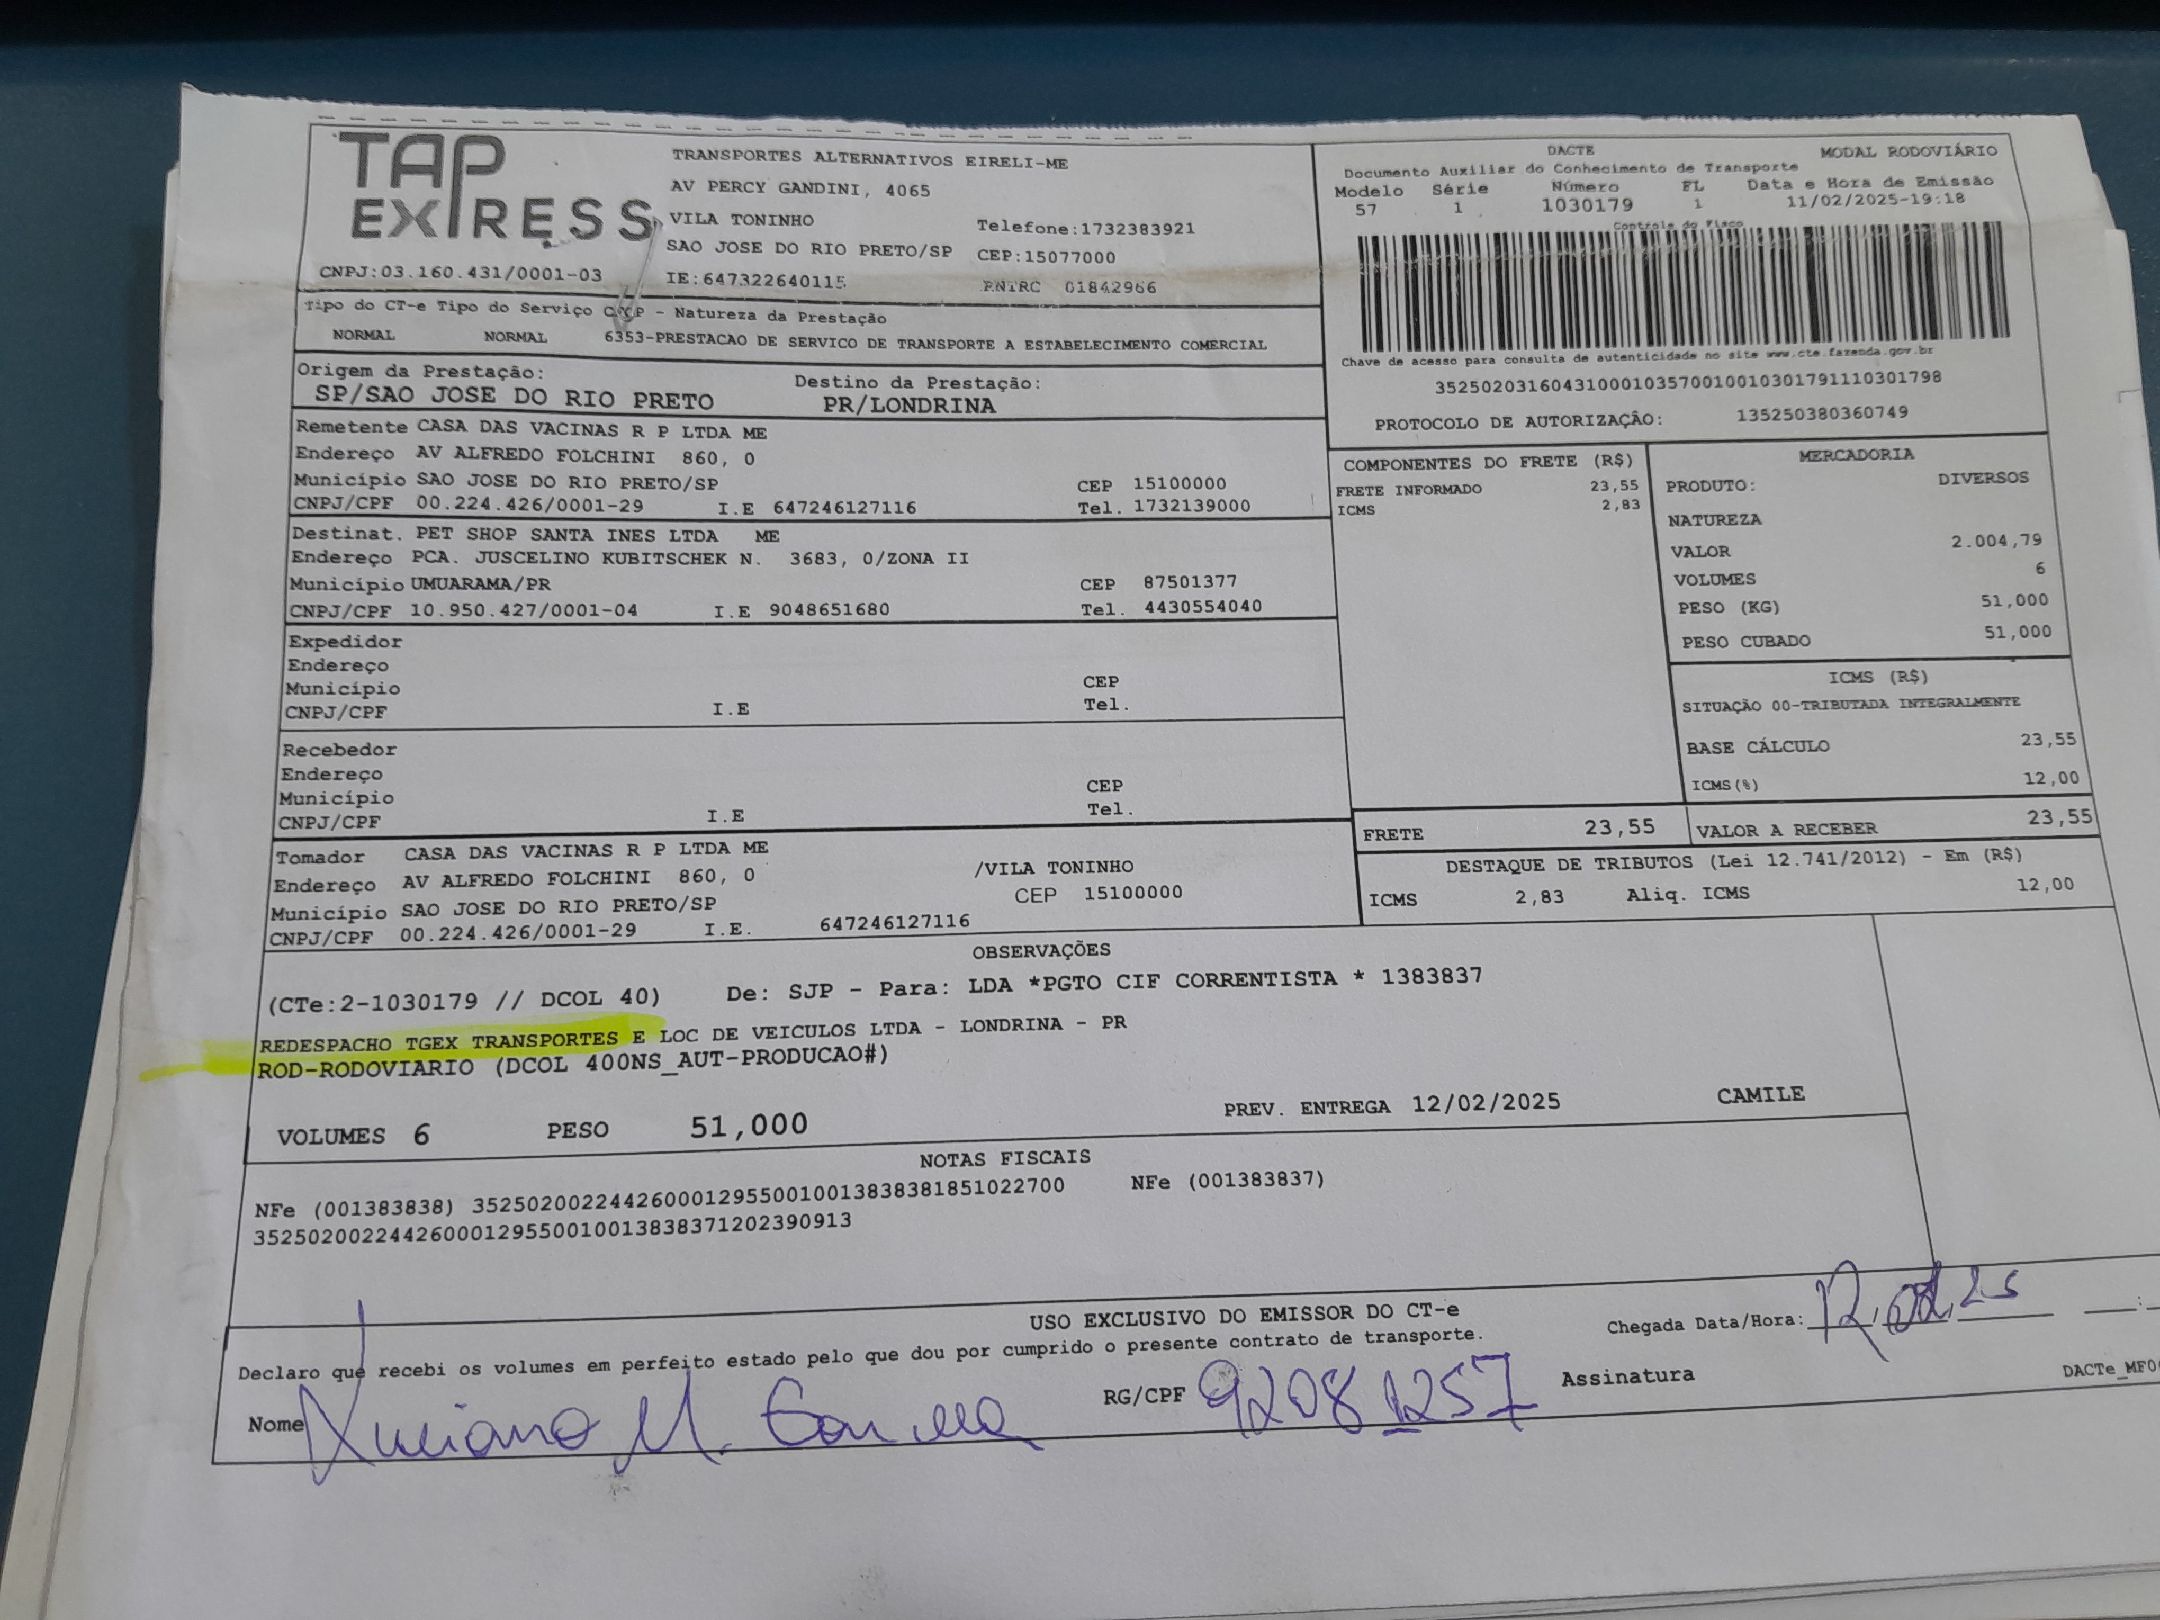 TAP
EXPRESS
CNPJ:03.160.431/0001-03
TRANSPORTES ALTERNATIVOS EIRELI-ME
AV PERCY GANDINI, 4065
VILA TONINHO Telefone:1732383921
SAO JOSE DO RIO PRETO/SP CEP:15077000
IE:647322640115 RNTRC 01842966
DACTE MODAL RODOVIÁRIO
Documento Auxiliar do Conhecimento de Transporte
Modelo Série Número FL Data e Hora de Emissão
57 1 1030179 1 11/02/2025-19:18
Controle do Fisco
Chave de acesso para consulta de autenticidade no site www.cte.fazenda.gov.br
35250203160431000103570010010301791110301798
PROTOCOLO DE AUTORIZAÇÃO: 135250380360749
Tipo do CT-e Tipo do Serviço CFOP - Natureza da Prestação
NORMAL NORMAL 6353-PRESTACAO DE SERVICO DE TRANSPORTE A ESTABELECIMENTO COMERCIAL
Origem da Prestação: Destino da Prestação:
SP/SAO JOSE DO RIO PRETO PR/LONDRINA
Remetente CASA DAS VACINAS R P LTDA ME
Endereço AV ALFREDO FOLCHINI 860, 0
Município SAO JOSE DO RIO PRETO/SP CEP 15100000
CNPJ/CPF 00.224.426/0001-29 I.E 647246127116 Tel. 1732139000
Destinat. PET SHOP SANTA INES LTDA ME
Endereço PCA. JUSCELINO KUBITSCHEK N. 3683, 0/ZONA II
Município UMUARAMA/PR CEP 87501377
CNPJ/CPF 10.950.427/0001-04 I.E 9048651680 Tel. 4430554040
Expedidor
Endereço
Município CEP
CNPJ/CPF I.E Tel.
Recebedor
Endereço
Município CEP
CNPJ/CPF I.E Tel.
Tomador CASA DAS VACINAS R P LTDA ME
Endereço AV ALFREDO FOLCHINI 860, 0 /VILA TONINHO
Município SAO JOSE DO RIO PRETO/SP CEP 15100000
CNPJ/CPF 00.224.426/0001-29 I.E. 647246127116
COMPONENTES DO FRETE (R$)
FRETE INFORMADO 23,55
ICMS 2,83
MERCADORIA
PRODUTO: DIVERSOS
NATUREZA
VALOR 2.004,79
VOLUMES 6
PESO (KG) 51,000
PESO CUBADO 51,000
ICMS (R$)
SITUAÇÃO 00-TRIBUTADA INTEGRALMENTE
BASE CÁLCULO 23,55
ICMS(%) 12,00
FRETE 23,55 VALOR A RECEBER 23,55
DESTAQUE DE TRIBUTOS (Lei 12.741/2012) - Em (R$)
ICMS 2,83 Aliq. ICMS 12,00
OBSERVAÇÕES
(CTe:2-1030179 // DCOL 40) De: SJP - Para: LDA *PGTO CIF CORRENTISTA * 1383837
REDESPACHO TGEX TRANSPORTES E LOC DE VEICULOS LTDA - LONDRINA - PR
ROD-RODOVIARIO (DCOL 400NS_AUT-PRODUCAO#)
VOLUMES 6 PESO 51,000 PREV. ENTREGA 12/02/2025 CAMILE
NOTAS FISCAIS
NFe (001383838) 35250200224426000129550010013838381851022700 NFe (001383837)
35250200224426000129550010013838371202390913
USO EXCLUSIVO DO EMISSOR DO CT-e
Declaro que recebi os volumes em perfeito estado pelo que dou por cumprido o presente contrato de transporte.
Chegada Data/Hora:
Nome Luciano M. RG/CPF 92081257 Assinatura
DACTe_MF0